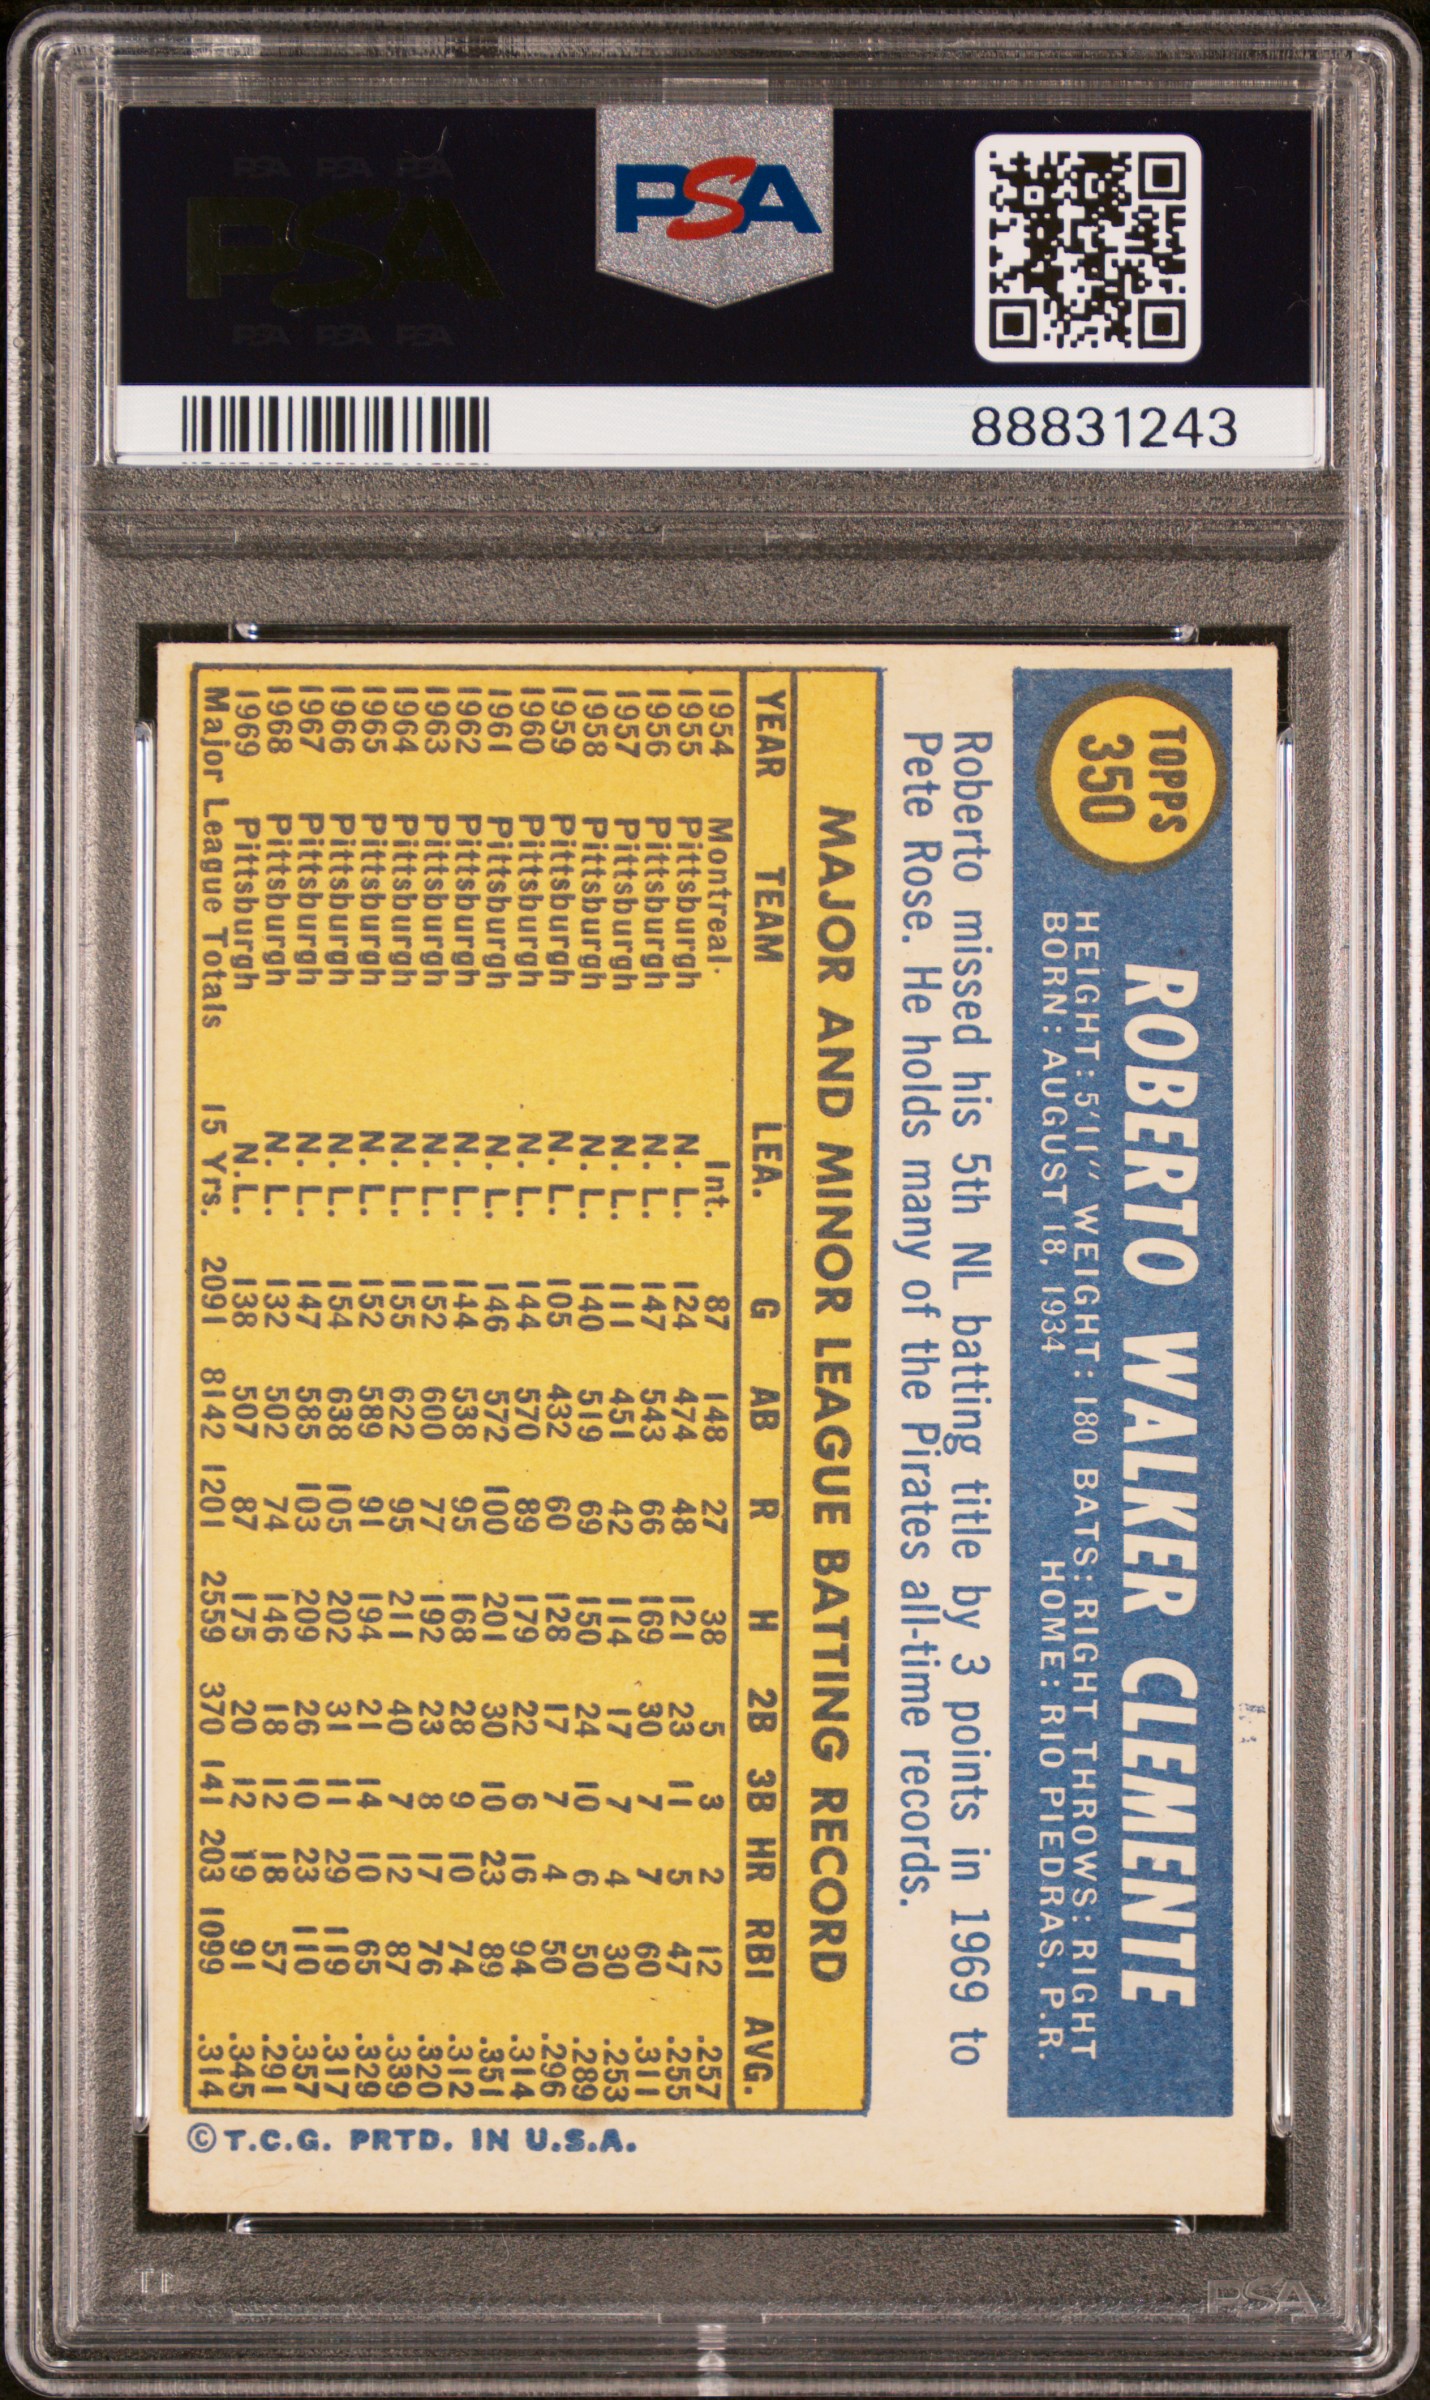 PSA PSA PSA
PSA
PSA PSA PSA
PSA
88831243
TOPPS
350
ROBERTO WALKER CLEMENTE
HEIGHT: 5'11" WEIGHT: 180 BATS: RIGHT THROWS: RIGHT
BORN: AUGUST 18, 1934 HOME: RIO PIEDRAS, P.R.
Roberto missed his 5th NL batting title by 3 points in 1969 to
Pete Rose. He holds many of the Pirates all-time records.
MAJOR AND MINOR LEAGUE BATTING RECORD
YEAR TEAM LEA. G AB R H 2B 3B HR RBI AVG.
1954 Montreal. Int. 87 148 27 38 5 3 2 12 .257
1955 Pittsburgh N.L. 124 474 48 121 23 11 5 47 .255
1956 Pittsburgh N.L. 147 543 66 169 30 7 7 60 .311
1957 Pittsburgh N.L. 111 451 42 114 17 7 4 30 .253
1958 Pittsburgh N.L. 140 519 69 150 24 10 6 50 .289
1959 Pittsburgh N.L. 105 432 60 128 17 7 4 50 .296
1960 Pittsburgh N.L. 144 570 89 179 22 6 16 94 .314
1961 Pittsburgh N.L. 146 572 100 201 30 10 23 89 .351
1962 Pittsburgh N.L. 144 538 95 168 28 9 10 74 .312
1963 Pittsburgh N.L. 152 600 77 192 23 8 17 76 .320
1964 Pittsburgh N.L. 155 622 95 211 40 7 12 87 .339
1965 Pittsburgh N.L. 152 589 91 194 21 14 10 65 .329
1966 Pittsburgh N.L. 154 638 105 202 31 11 29 119 .317
1967 Pittsburgh N.L. 147 585 103 209 26 10 23 110 .357
1968 Pittsburgh N.L. 132 502 74 146 18 12 18 57 .291
1969 Pittsburgh N.L. 138 507 87 175 20 12 19 91 .345
Major League Totals 15 Yrs. 2091 8142 1201 2559 370 141 203 1099 .314
©T.C.G. PRTD. IN U.S.A.
PSA